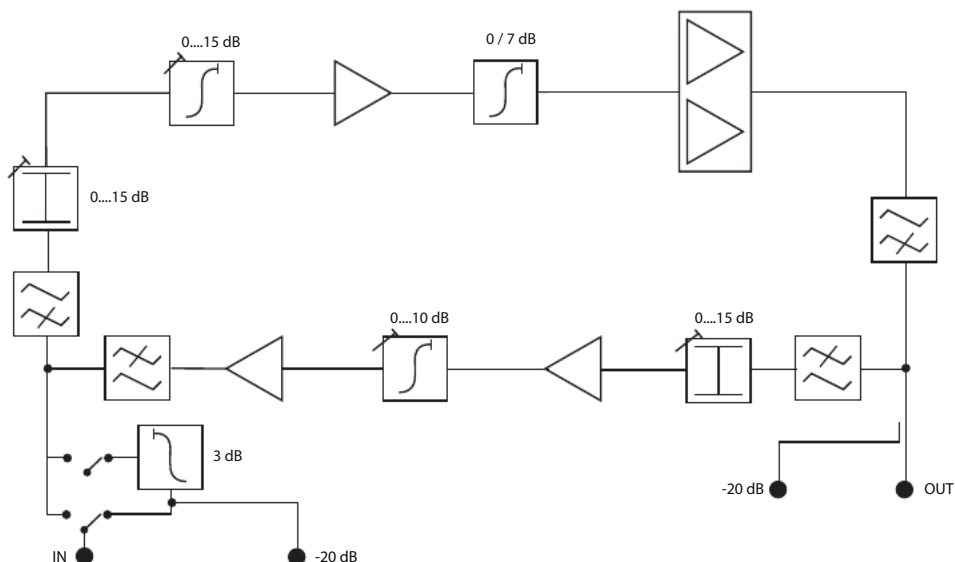 0....15 dB
0 / 7 dB
0....15 dB
0....10 dB
0....15 dB
3 dB
-20 dB
OUT
IN
-20 dB